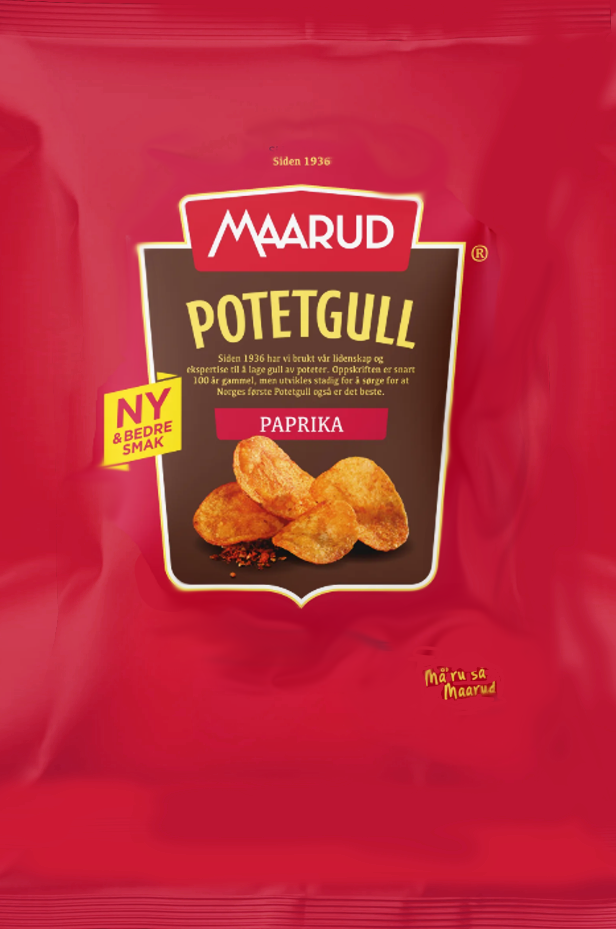 Siden 1936
MAARUD
®
POTETGULL
Siden 1936 har vi brukt vår lidenskap og
ekspertise til å lage gull av poteter. Oppskriften er snart
100 år gammel, men utvikles stadig for å sørge for at
Norges første Potetgull også er det beste.
NY
& BEDRE
SMAK
PAPRIKA
Må ru så
Maarud